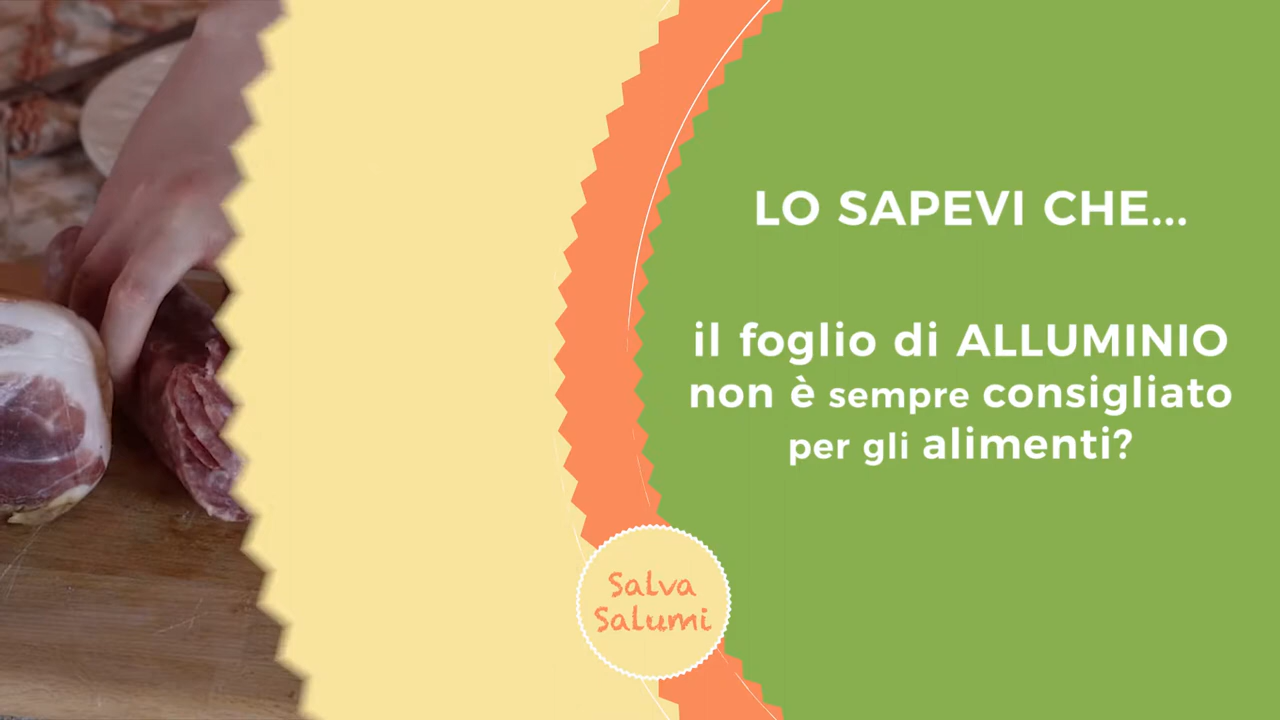 LO SAPEVI CHE...
il foglio di ALLUMINIO
non è sempre consigliato
per gli alimenti?
Salva
Salumi